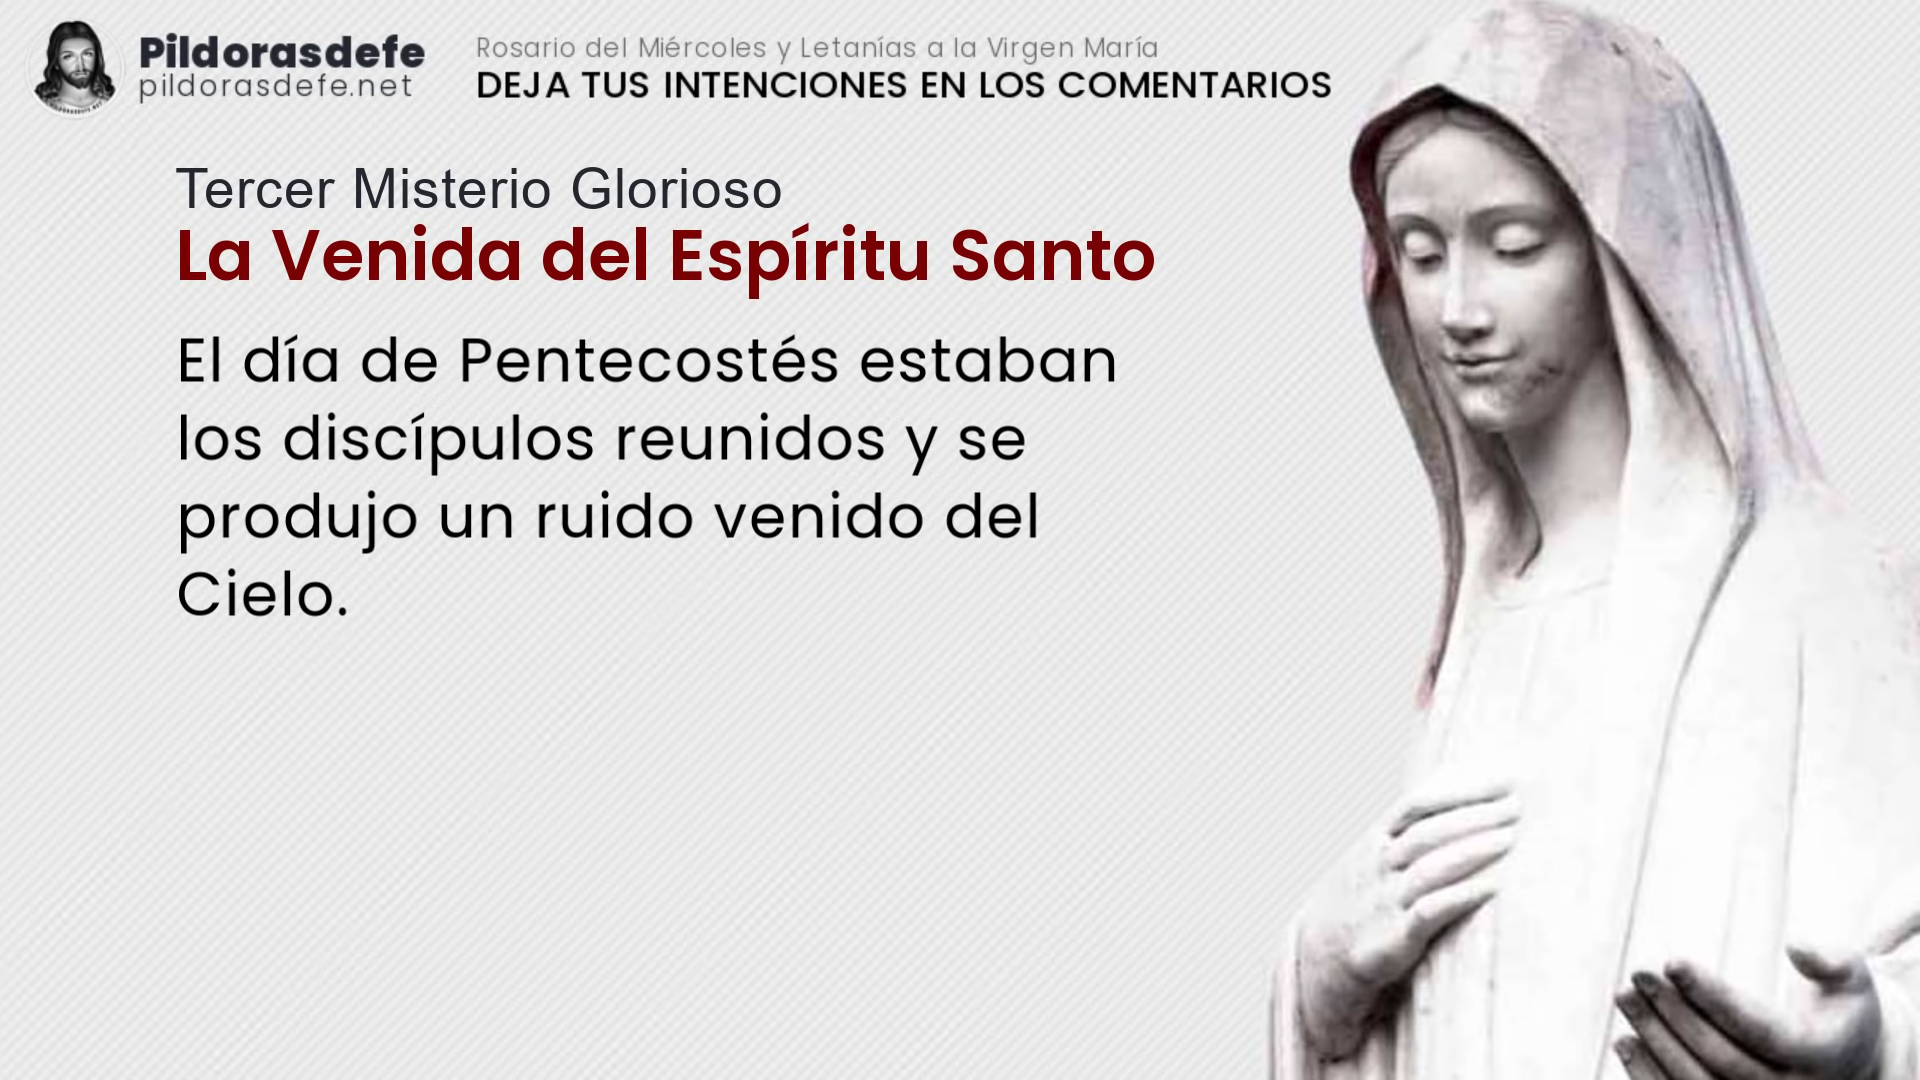 Pildorasdefe
pildorasdefe.net
Rosario del Miércoles y Letanías a la Virgen María
DEJA TUS INTENCIONES EN LOS COMENTARIOS
Tercer Misterio Glorioso
La Venida del Espíritu Santo
El día de Pentecostés estaban
los discípulos reunidos y se
produjo un ruido venido del
Cielo.